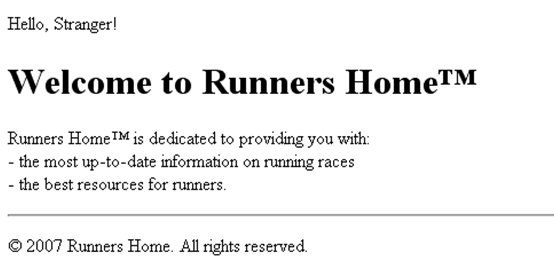 Hello, Stranger!
Welcome to Runners Home™
Runners Home™ is dedicated to providing you with:
- the most up-to-date information on running races
- the best resources for runners.
© 2007 Runners Home. All rights reserved.